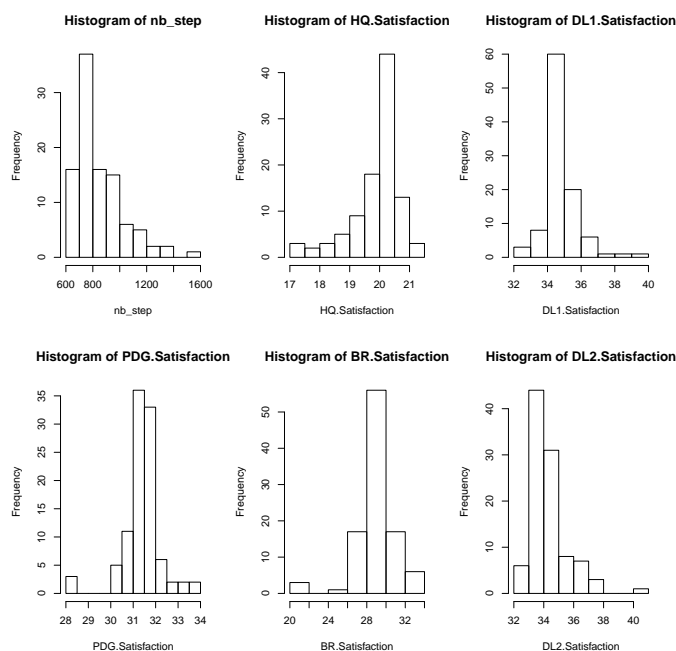 Histogram of nb_step
Histogram of HQ.Satisfaction
Histogram of DL1.Satisfaction
Frequency
0
10
20
30
600 800 1200 1600
nb_step
Frequency
0
10
20
30
40
17 18 19 20 21
HQ.Satisfaction
Frequency
0
10
20
30
40
50
60
32 34 36 38 40
DL1.Satisfaction
Histogram of PDG.Satisfaction
Histogram of BR.Satisfaction
Histogram of DL2.Satisfaction
Frequency
0
5
10
15
20
25
35
28 29 30 31 32 33 34
PDG.Satisfaction
Frequency
0
10
20
30
40
50
20 24 28 32
BR.Satisfaction
Frequency
0
10
20
30
40
32 34 36 38 40
DL2.Satisfaction